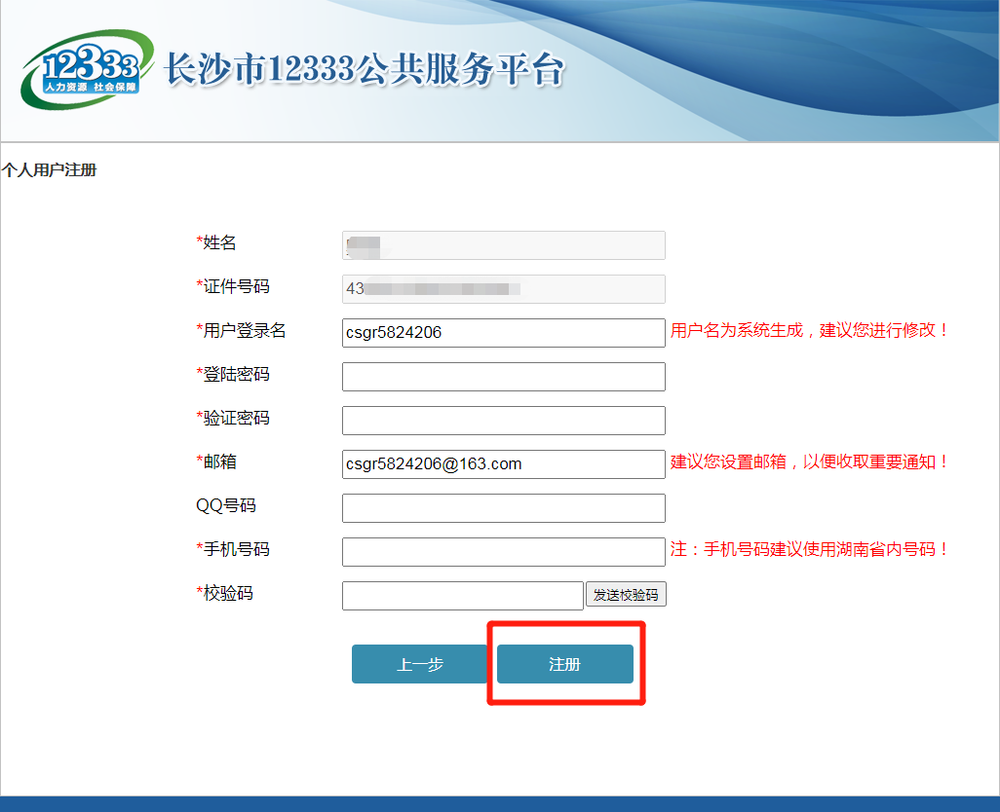 12333
人力资源 社会保障
长沙市12333公共服务平台
个人用户注册
*姓名
*证件号码 43
*用户登录名 csgr5824206 用户名为系统生成，建议您进行修改！
*登陆密码
*验证密码
*邮箱 csgr5824206@163.com 建议您设置邮箱，以便收取重要通知！
QQ号码
*手机号码 注：手机号码建议使用湖南省内号码！
*校验码 发送校验码
上一步 注册